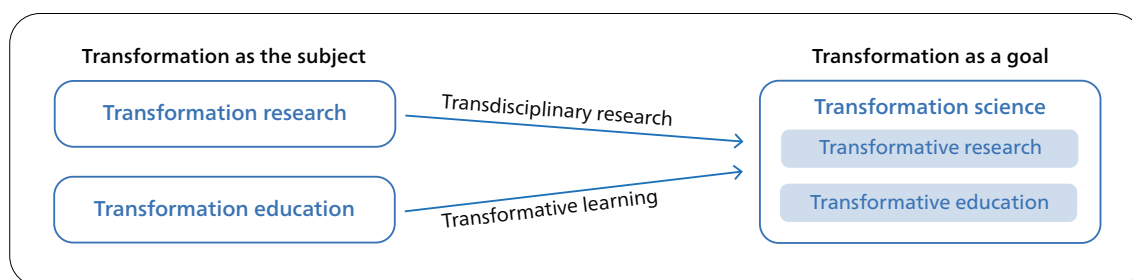 Transformation as the subject
Transformation research
Transformation education
Transdisciplinary research
Transformative learning
Transformation as a goal
Transformation science
Transformative research
Transformative education